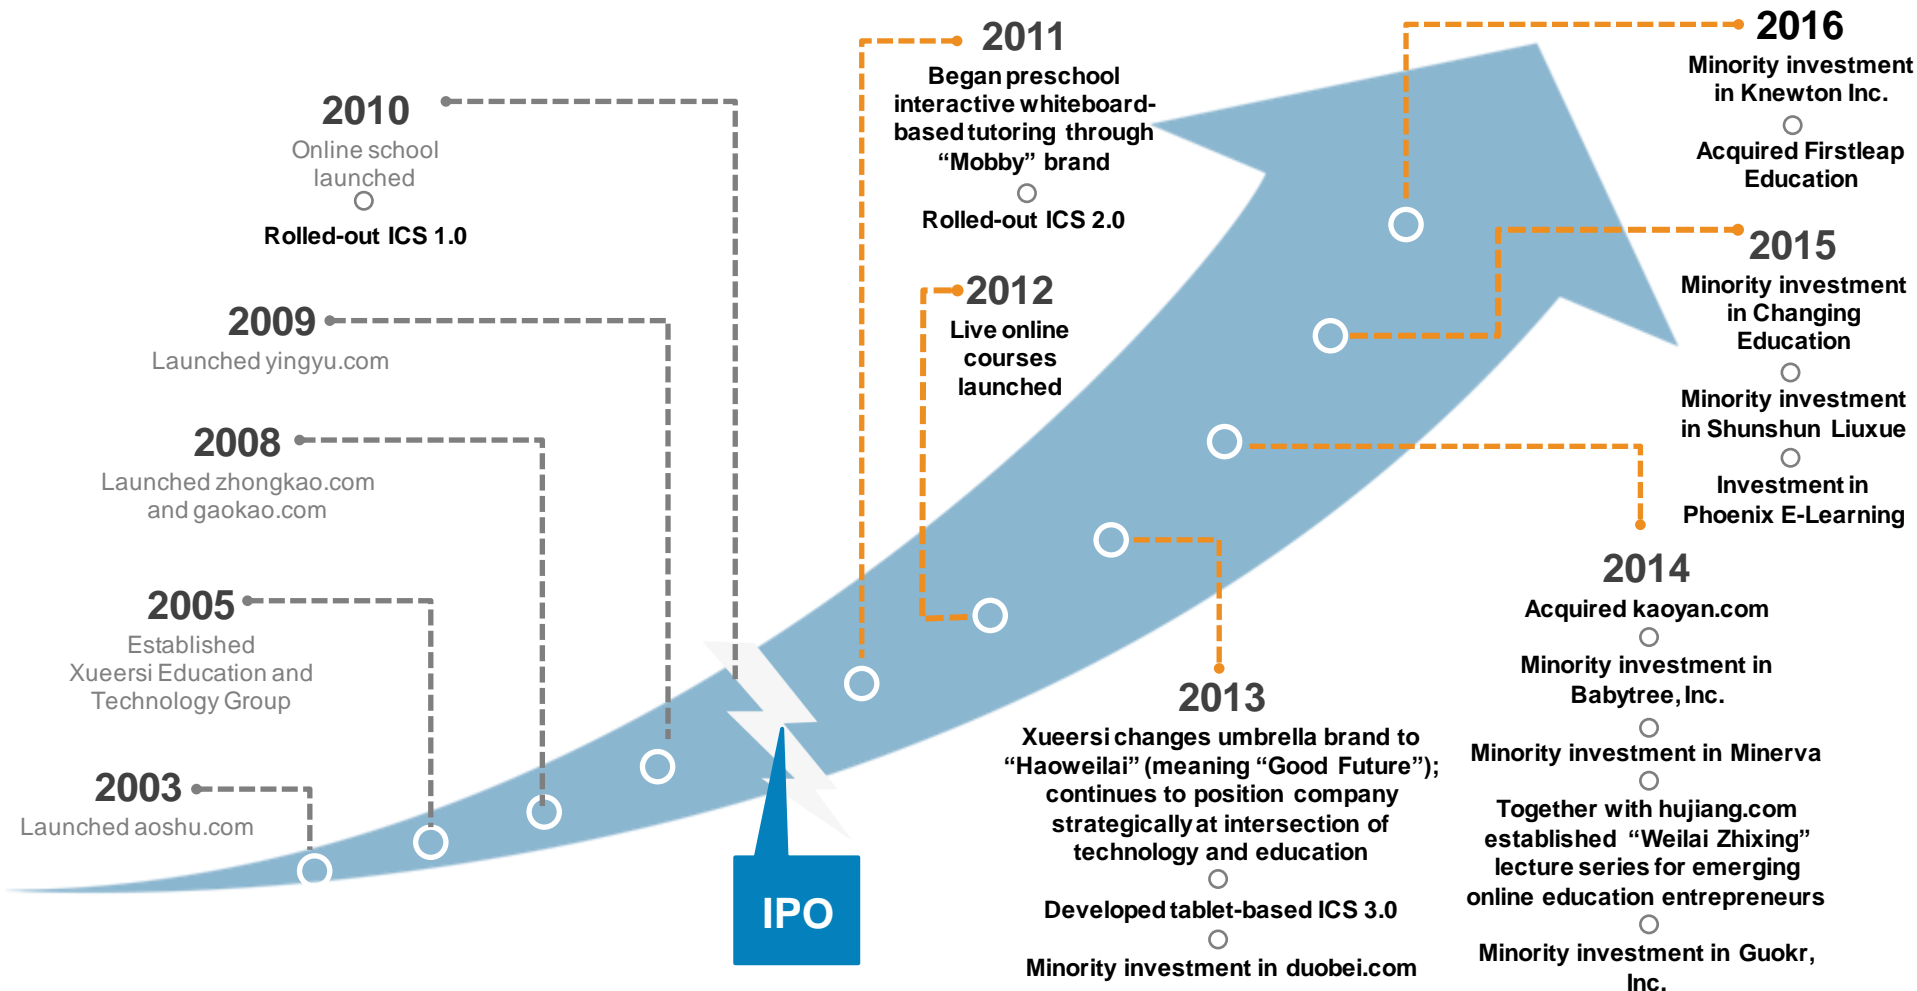 2003
Launched aoshu.com
2005
Established
Xueersi Education and
Technology Group
2008
Launched zhongkao.com
and gaokao.com
2009
Launched yingyu.com
2010
Online school
launched
Rolled-out ICS 1.0
IPO
2011
Began preschool
interactive whiteboard-
based tutoring through
“Mobby” brand
Rolled-out ICS 2.0
2012
Live online
courses
launched
2013
Xueersi changes umbrella brand to
“Haoweilai” (meaning “Good Future”);
continues to position company
strategically at intersection of
technology and education
Developed tablet-based ICS 3.0
Minority investment in duobei.com
2014
Acquired kaoyan.com
Minority investment in
Babytree, Inc.
Minority investment in Minerva
Together with hujiang.com
established “Weilai Zhixing”
lecture series for emerging
online education entrepreneurs
Minority investment in Guokr,
Inc.
2015
Minority investment
in Changing
Education
Minority investment
in Shunshun Liuxue
Investment in
Phoenix E-Learning
2016
Minority investment
in Knewton Inc.
Acquired Firstleap
Education